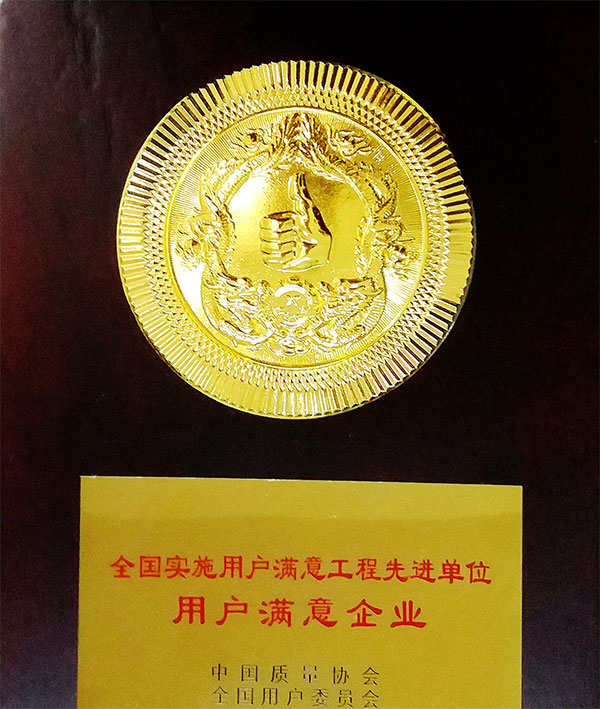 全国实施用户满意工程先进单位
用户满意企业
中国质量协会
全国用户委员会